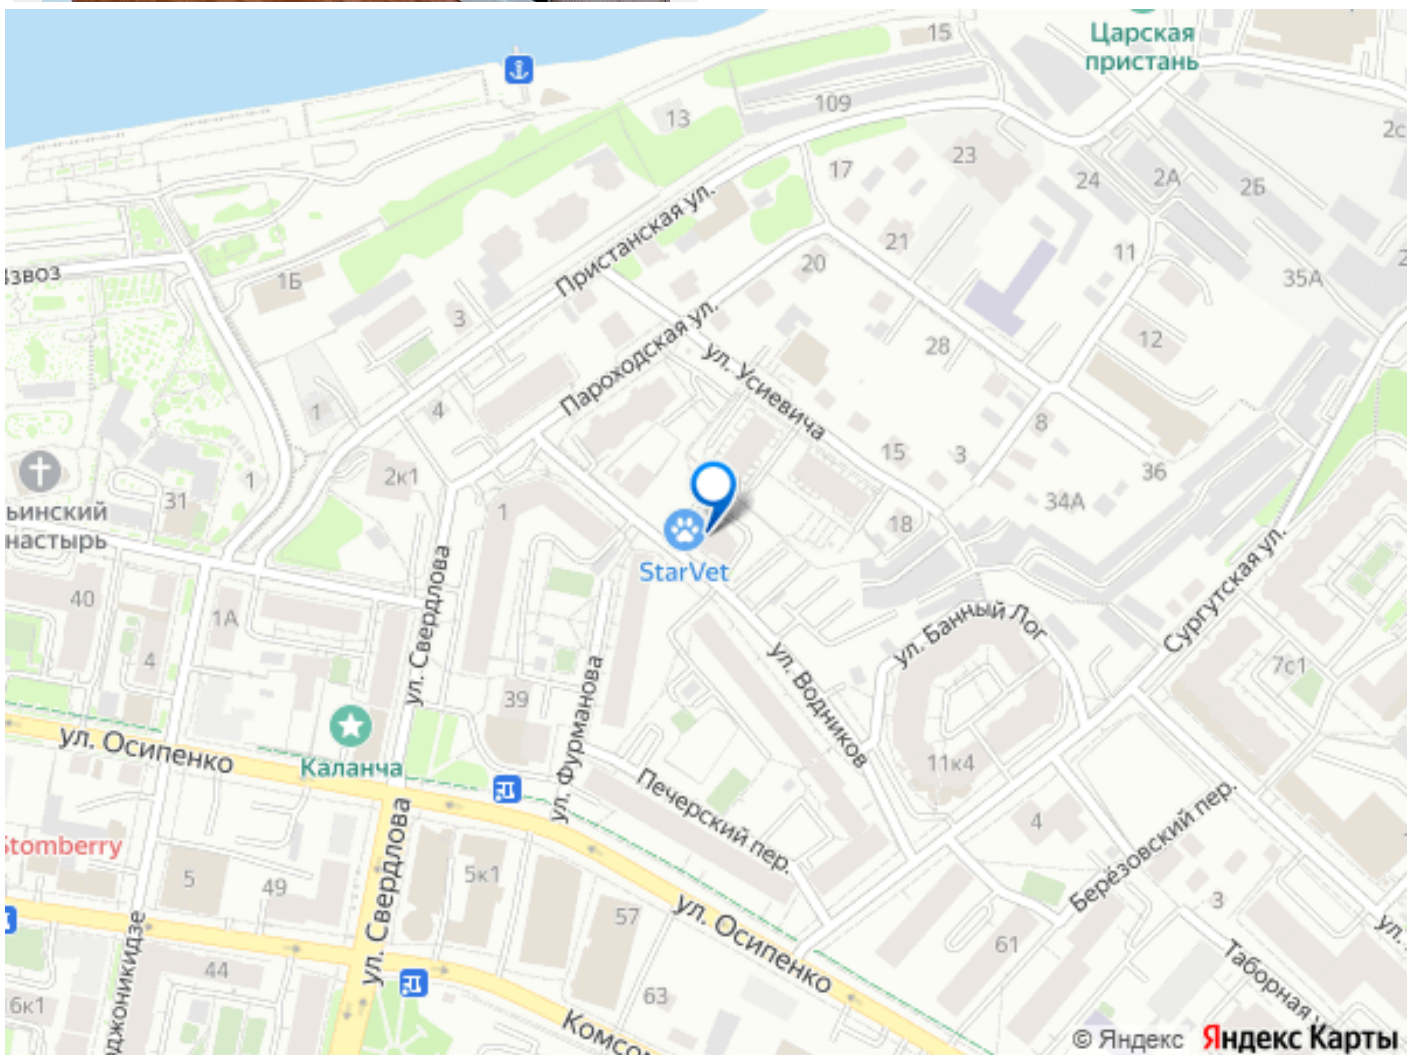 Царская
пристань
15
109
13
2с
17
23
24
2А
2Б
Пристанская ул.
21
11
20
35А
1Б
3
12
28
Пароходская ул.
ул. Усиевича
1
4
8
15
3
36
2к1
1
31
34А
1
18
StarVet
ул. Свердлова
40
1А
ул. Банный Лог
Сургутская ул.
4
7с1
ул. Водников
39
ул. Фурманова
ул. Осипенко
Каланча
11к4
Печерский пер.
Берёзовский пер.
4
Stomberry
ул. Свердлова
5
49
5к1
3
57
ул. Осипенко
61
Таборная
44
63
6к1
© Яндекс Яндекс Карты